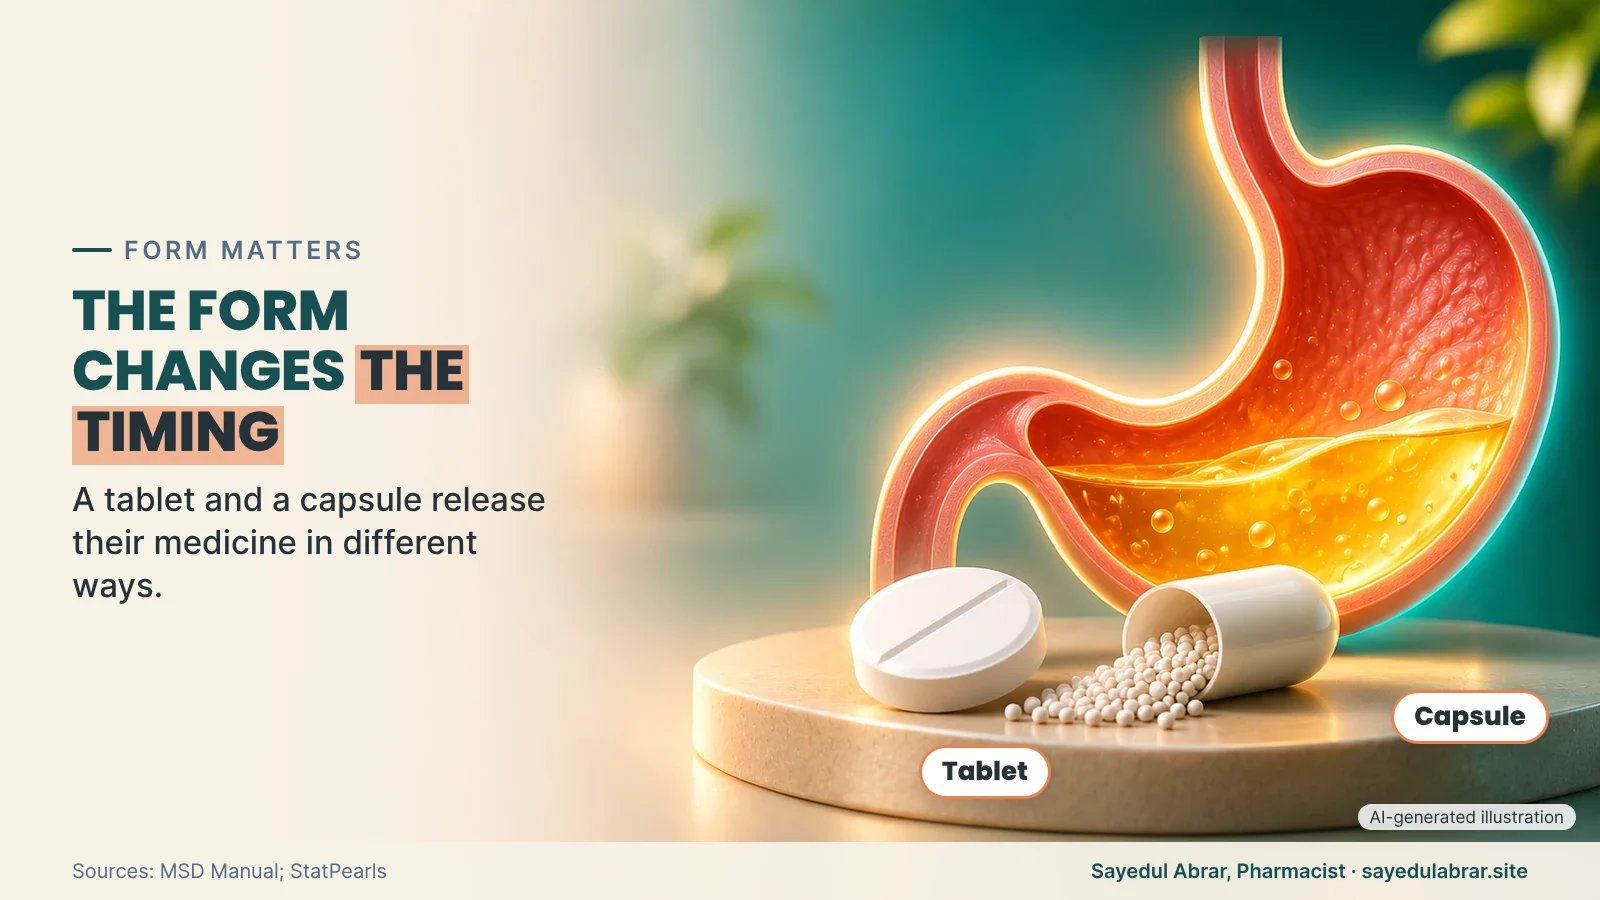 FORM MATTERS
THE FORM
CHANGES THE
TIMING
A tablet and a capsule release
their medicine in different
ways.
Capsule
Tablet
AI-generated illustration
Sources: MSD Manual; StatPearls
Sayedul Abrar, Pharmacist · sayedulabrar.site